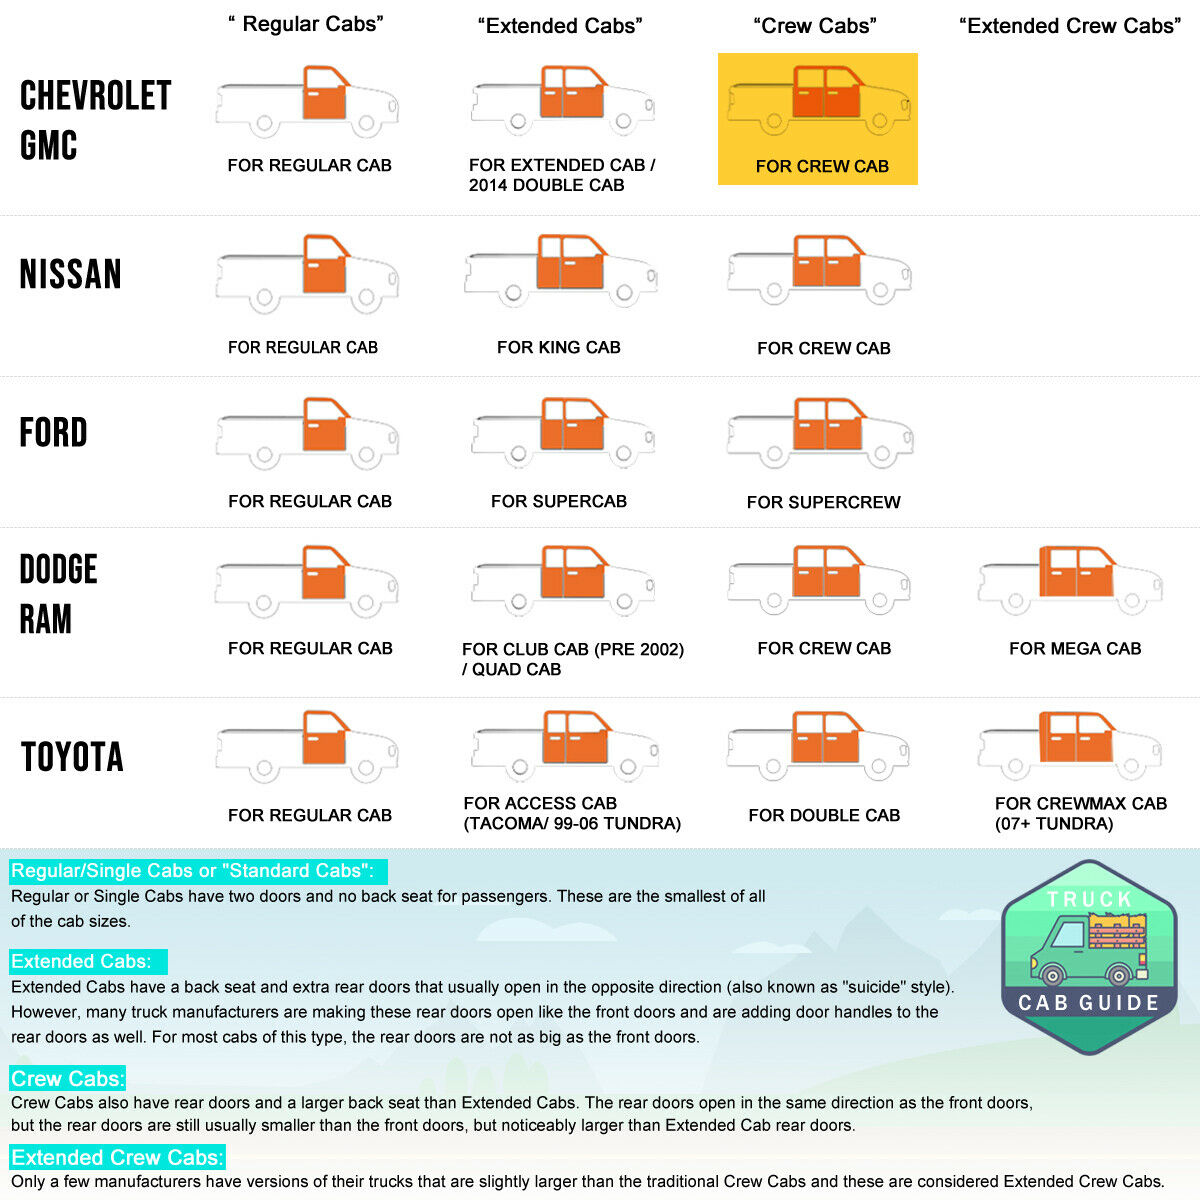 “ Regular Cabs”
“Extended Cabs”
“Crew Cabs”
“Extended Crew Cabs”
CHEVROLET
GMC
FOR REGULAR CAB
FOR EXTENDED CAB /
2014 DOUBLE CAB
FOR CREW CAB
NISSAN
FOR REGULAR CAB
FOR KING CAB
FOR CREW CAB
FORD
FOR REGULAR CAB
FOR SUPERCAB
FOR SUPERCREW
DODGE
RAM
FOR REGULAR CAB
FOR CLUB CAB (PRE 2002)
/ QUAD CAB
FOR CREW CAB
FOR MEGA CAB
TOYOTA
FOR REGULAR CAB
FOR ACCESS CAB
(TACOMA/ 99-06 TUNDRA)
FOR DOUBLE CAB
FOR CREWMAX CAB
(07+ TUNDRA)
Regular/Single Cabs or "Standard Cabs":
Regular or Single Cabs have two doors and no back seat for passengers. These are the smallest of all
of the cab sizes.
Extended Cabs:
Extended Cabs have a back seat and extra rear doors that usually open in the opposite direction (also known as "suicide" style).
However, many truck manufacturers are making these rear doors open like the front doors and are adding door handles to the
rear doors as well. For most cabs of this type, the rear doors are not as big as the front doors.
TRUCK
CAB GUIDE
Crew Cabs:
Crew Cabs also have rear doors and a larger back seat than Extended Cabs. The rear doors open in the same direction as the front doors,
but the rear doors are still usually smaller than the front doors, but noticeably larger than Extended Cab rear doors.
Extended Crew Cabs:
Only a few manufacturers have versions of their trucks that are slightly larger than the traditional Crew Cabs and these are considered Extended Crew Cabs.